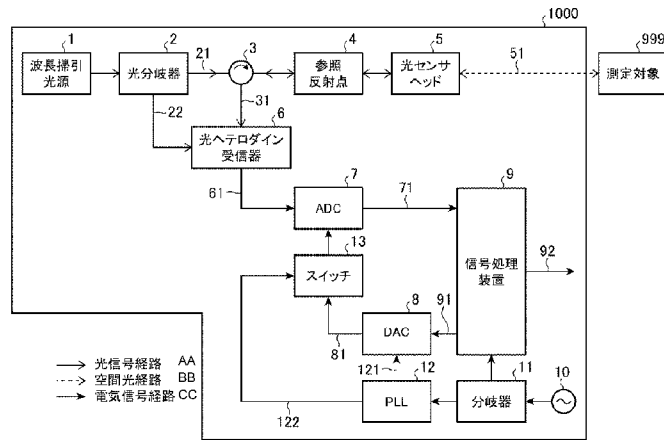 1000
1
2
3
4
5
999
波長掃引
光源
光分岐器
21
参照
反射点
光センサ
ヘッド
51
測定対象
22
31
6
光ヘテロダイン
受信器
61
7
ADC
71
9
信号処理
装置
92
13
スイッチ
8
DAC
91
81
121
12
PLL
122
11
分岐器
10
光信号経路 AA
空間光経路 BB
電気信号経路 CC